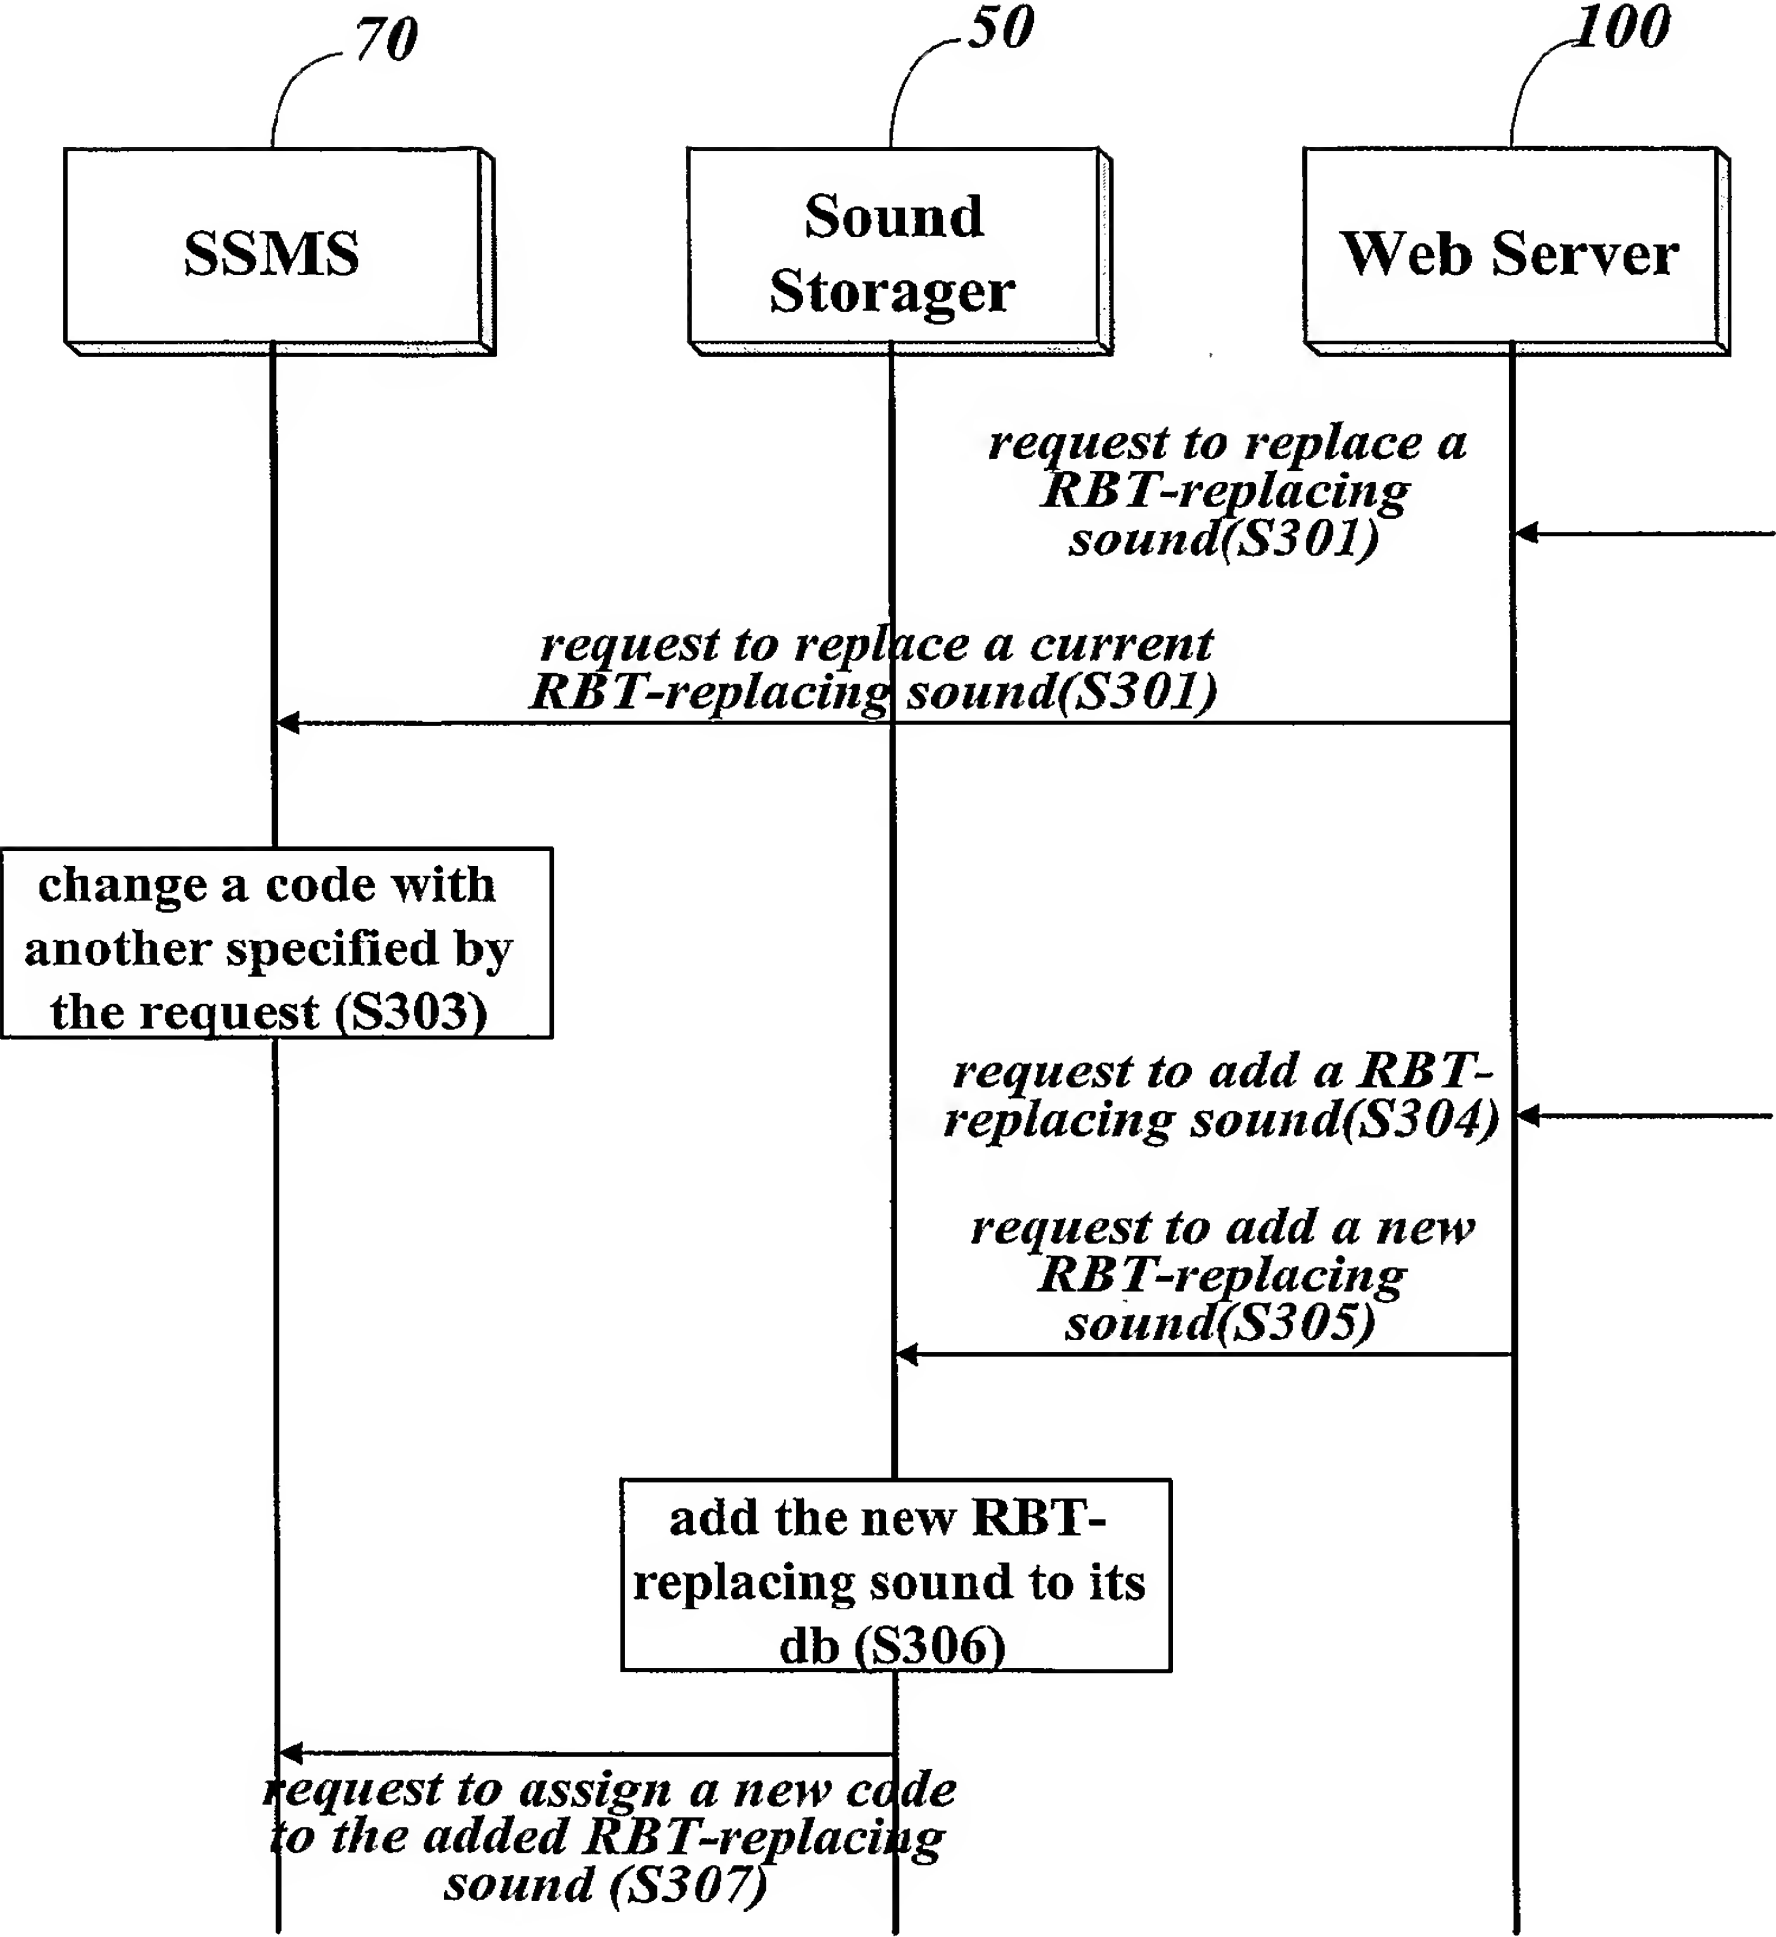 70
50
100
SSMS
Sound
Storager
Web Server
request to replace a
RBT-replacing
sound(S301)
request to replace a current
RBT-replacing sound(S301)
change a code with
another specified by
the request (S303)
request to add a RBT-
replacing sound(S304)
request to add a new
RBT-replacing
sound(S305)
add the new RBT-
replacing sound to its
db (S306)
request to assign a new code
to the added RBT-replacing
sound (S307)